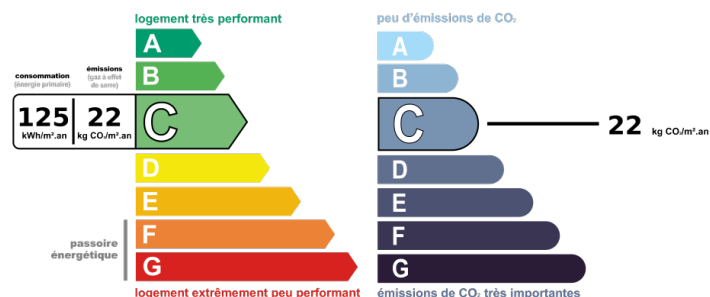 logement très performant
A
consommation
(énergie primaire)
émissions
(gaz à effet
de serre)
B
125
kWh/m².an
22
kg CO₂/m².an
C
D
E
F
G
passoire
énergétique
logement extrêmement peu performant
peu d'émissions de CO₂
A
B
C
22 kg CO₂/m².an
D
E
F
G
émissions de CO₂ très importantes